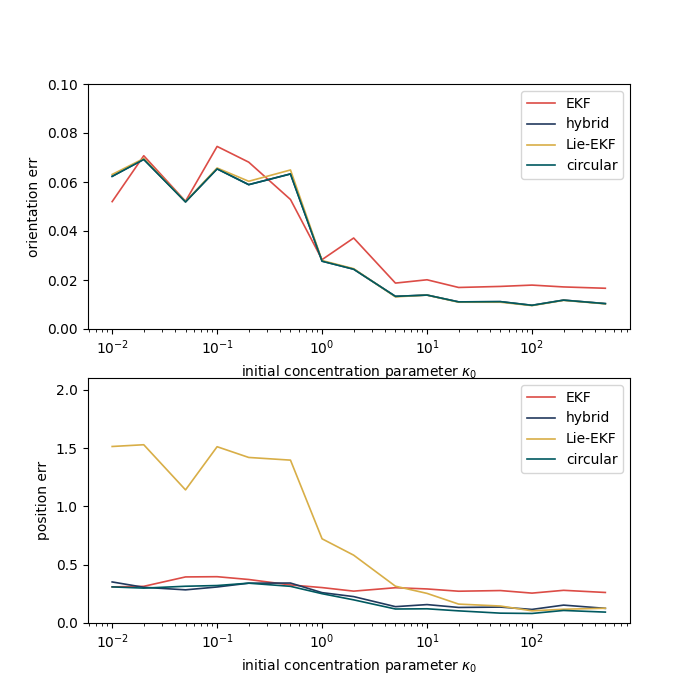 0.10
0.08
0.06
0.04
0.02
0.00
orientation err
EKF
hybrid
Lie-EKF
circular
10⁻² 10⁻¹ 10⁰ 10¹ 10²
initial concentration parameter κ₀
2.0
1.5
1.0
0.5
0.0
position err
EKF
hybrid
Lie-EKF
circular
10⁻² 10⁻¹ 10⁰ 10¹ 10²
initial concentration parameter κ₀